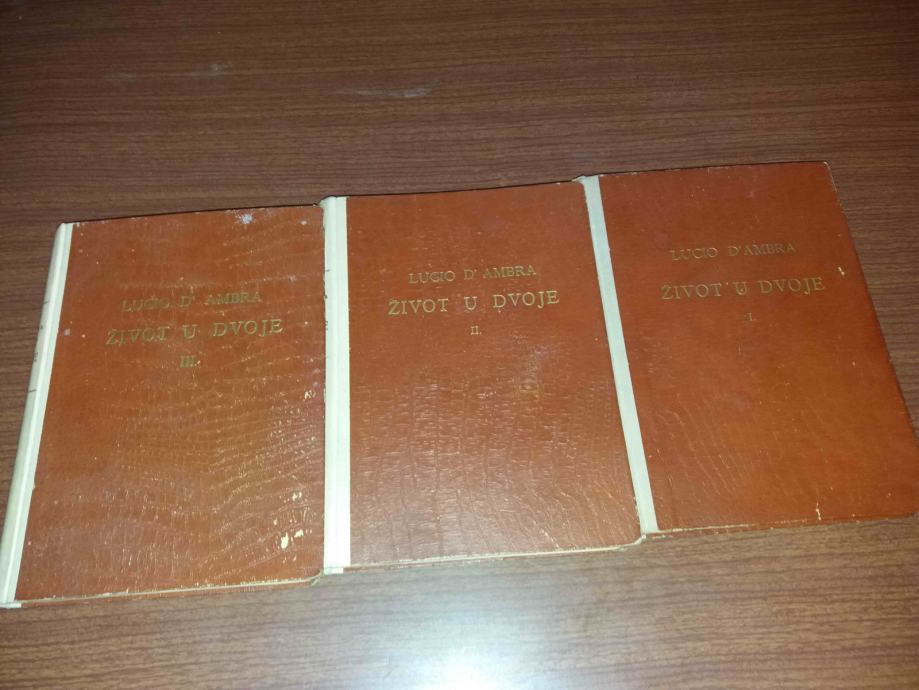 LUCIO D' AMBRA
ŽIVOT U DVOJE
III.
LUCIO D' AMBRA
ŽIVOT U DVOJE
II.
LUCIO D'AMBRA
ŽIVOT U DVOJE
I.